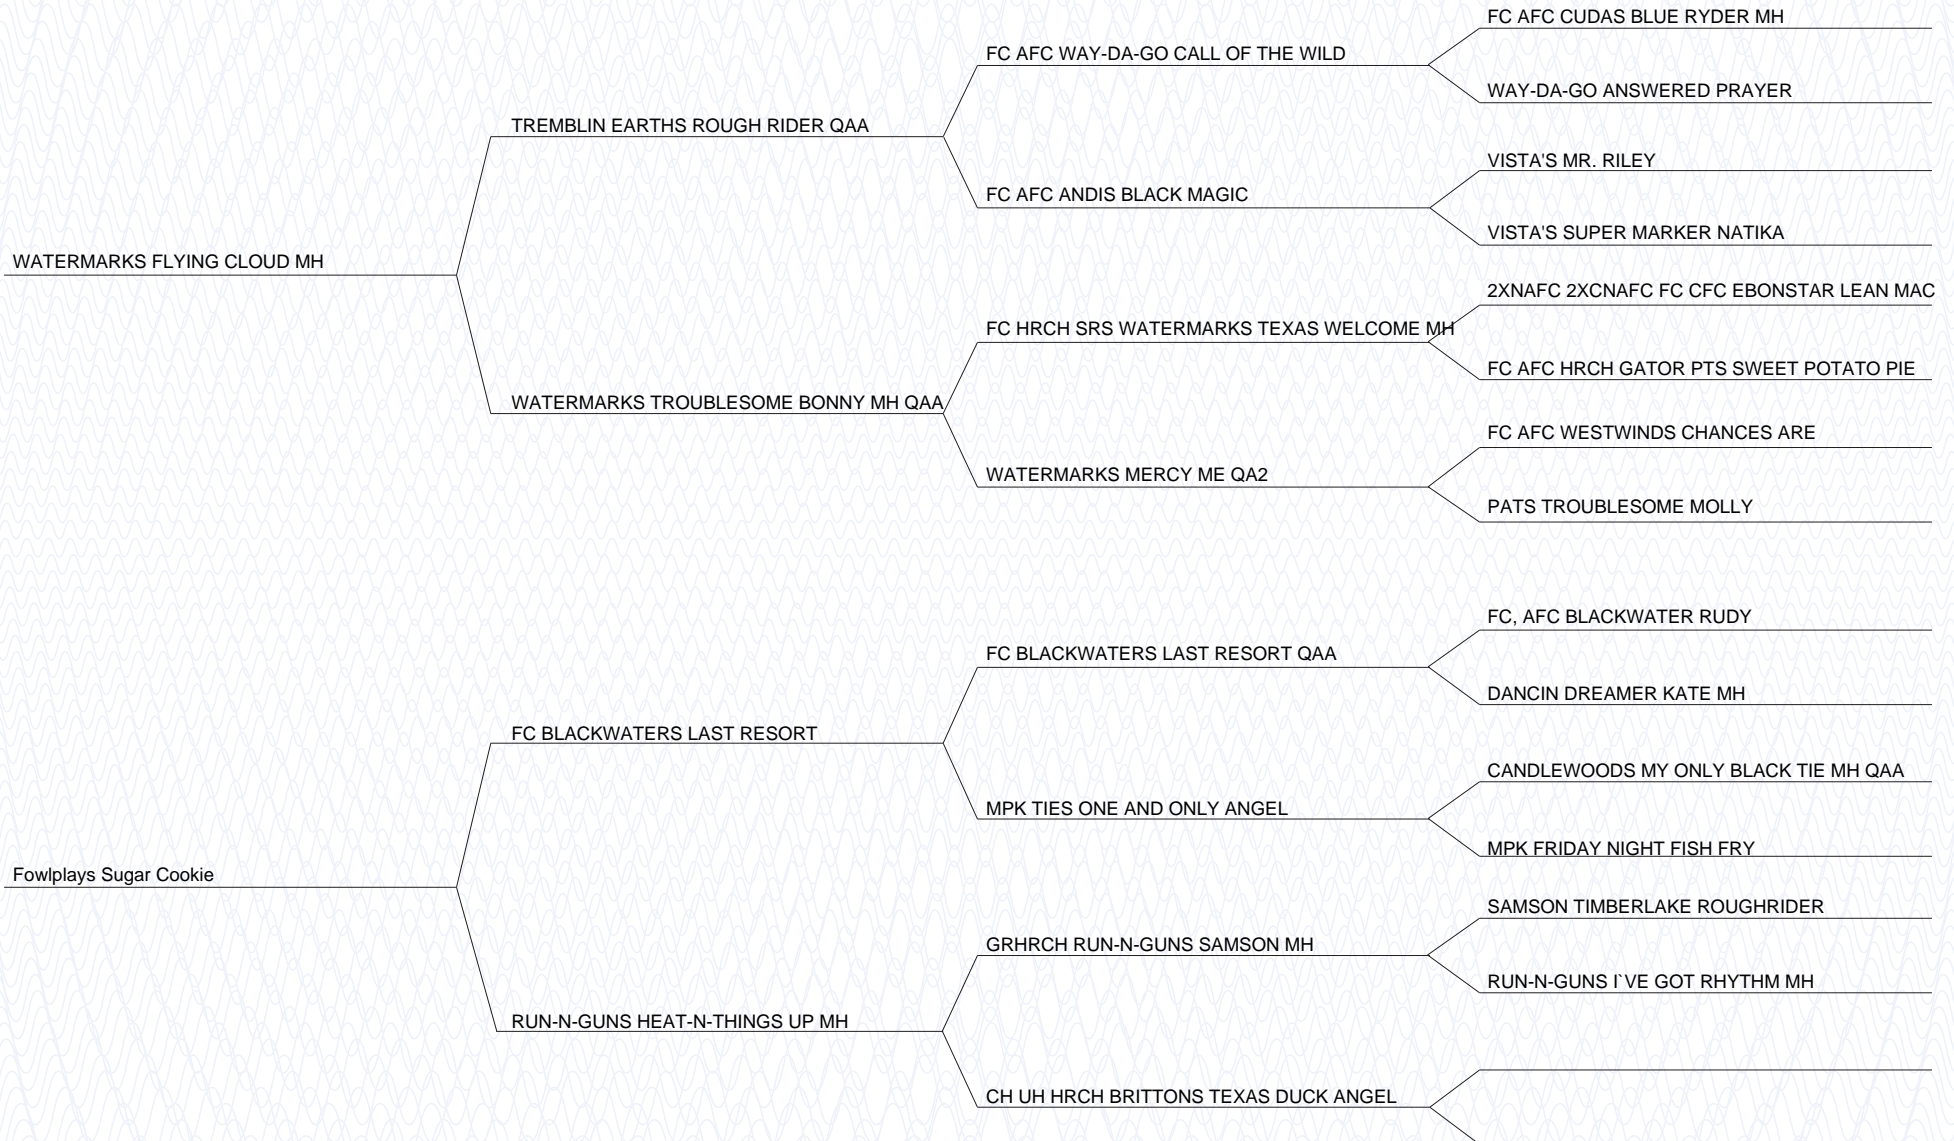 FC AFC CUDAS BLUE RYDER MH
FC AFC WAY-DA-GO CALL OF THE WILD
WAY-DA-GO ANSWERED PRAYER
TREMBLIN EARTHS ROUGH RIDER QAA
VISTA'S MR. RILEY
FC AFC ANDIS BLACK MAGIC
VISTA'S SUPER MARKER NATIKA
WATERMARKS FLYING CLOUD MH
2XNAFC 2XCNAFC FC CFC EBONSTAR LEAN MAC
FC HRCH SRS WATERMARKS TEXAS WELCOME MH
FC AFC HRCH GATOR PTS SWEET POTATO PIE
WATERMARKS TROUBLESOME BONNY MH QAA
FC AFC WESTWINDS CHANCES ARE
WATERMARKS MERCY ME QA2
PATS TROUBLESOME MOLLY
FC, AFC BLACKWATER RUDY
FC BLACKWATERS LAST RESORT QAA
DANCIN DREAMER KATE MH
FC BLACKWATERS LAST RESORT
CANDLEWOODS MY ONLY BLACK TIE MH QAA
MPK TIES ONE AND ONLY ANGEL
MPK FRIDAY NIGHT FISH FRY
Fowlplays Sugar Cookie
SAMSON TIMBERLAKE ROUGHRIDER
GRHRCH RUN-N-GUNS SAMSON MH
RUN-N-GUNS I`VE GOT RHYTHM MH
RUN-N-GUNS HEAT-N-THINGS UP MH
CH UH HRCH BRITTONS TEXAS DUCK ANGEL